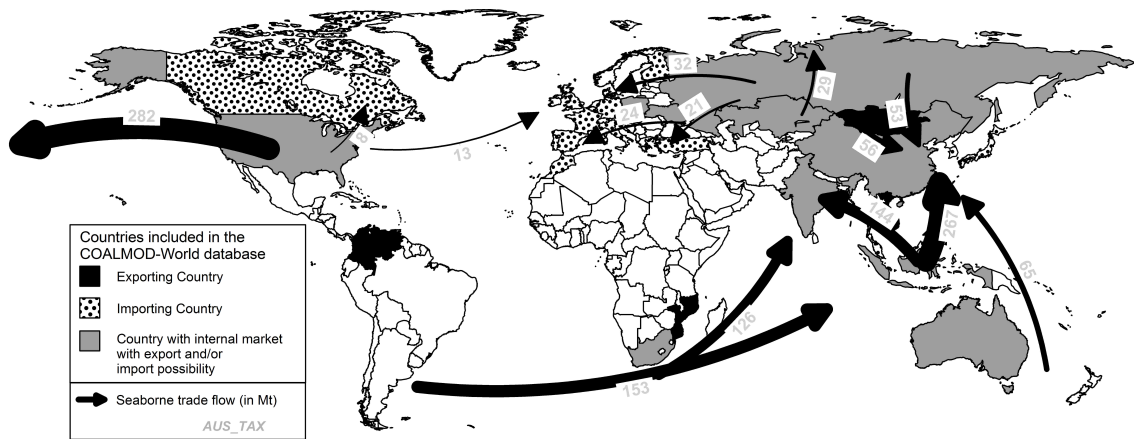 32
29
282
24
21
53
8
13
56
144
267
65
126
153
Countries included in the
COALMOD-World database
Exporting Country
Importing Country
Country with internal market
with export and/or
import possibility
Seaborne trade flow (in Mt)
AUS_TAX